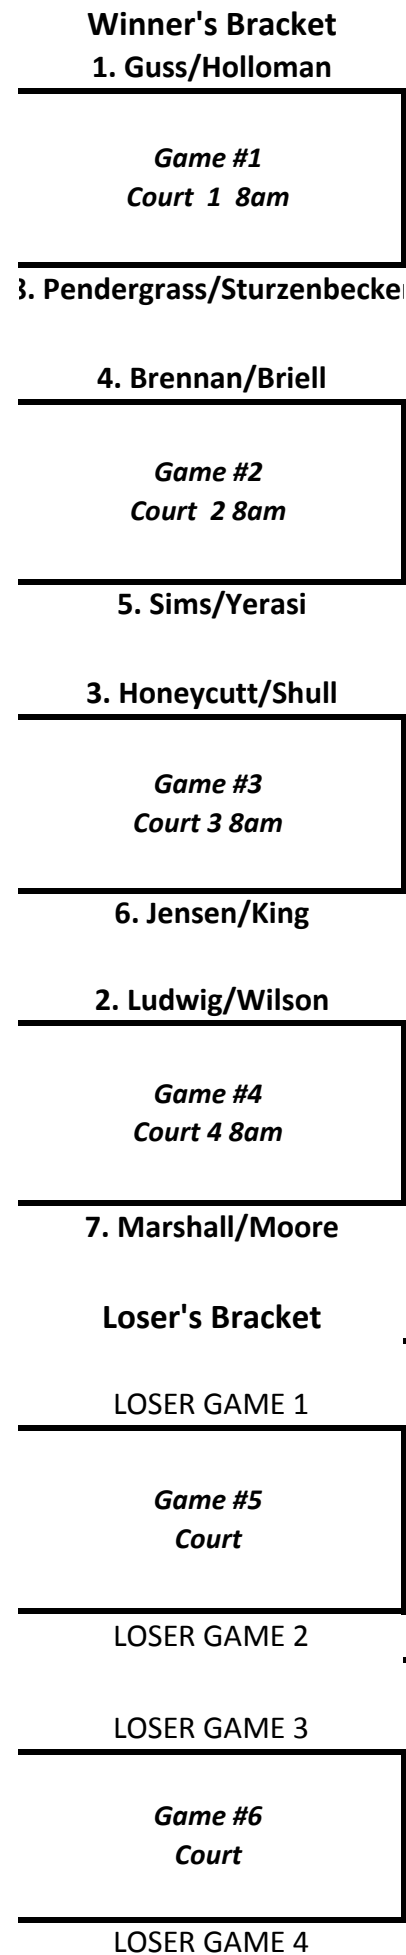 Winner's Bracket
1. Guss/Holloman
Game #1
Court 1 8am
. Pendergrass/Sturzenbecke
4. Brennan/Briell
Game #2
Court 2 8am
5. Sims/Yerasi
3. Honeycutt/Shull
Game #3
Court 3 8am
6. Jensen/King
2. Ludwig/Wilson
Game #4
Court 4 8am
7. Marshall/Moore
Loser's Bracket
LOSER GAME 1
Game #5
Court
LOSER GAME 2
LOSER GAME 3
Game #6
Court
LOSER GAME 4